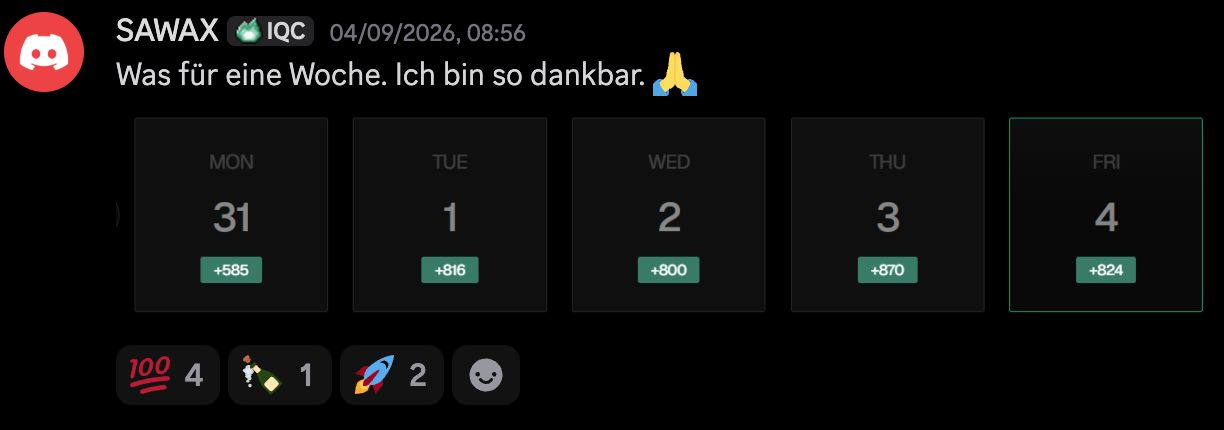 SAWAX IQC 04/09/2026, 08:56
Was für eine Woche. Ich bin so dankbar. 🙏
MON TUE WED THU FRI
31 1 2 3 4
+585 +816 +800 +870 +824
💯 4 🍾 1 🚀 2